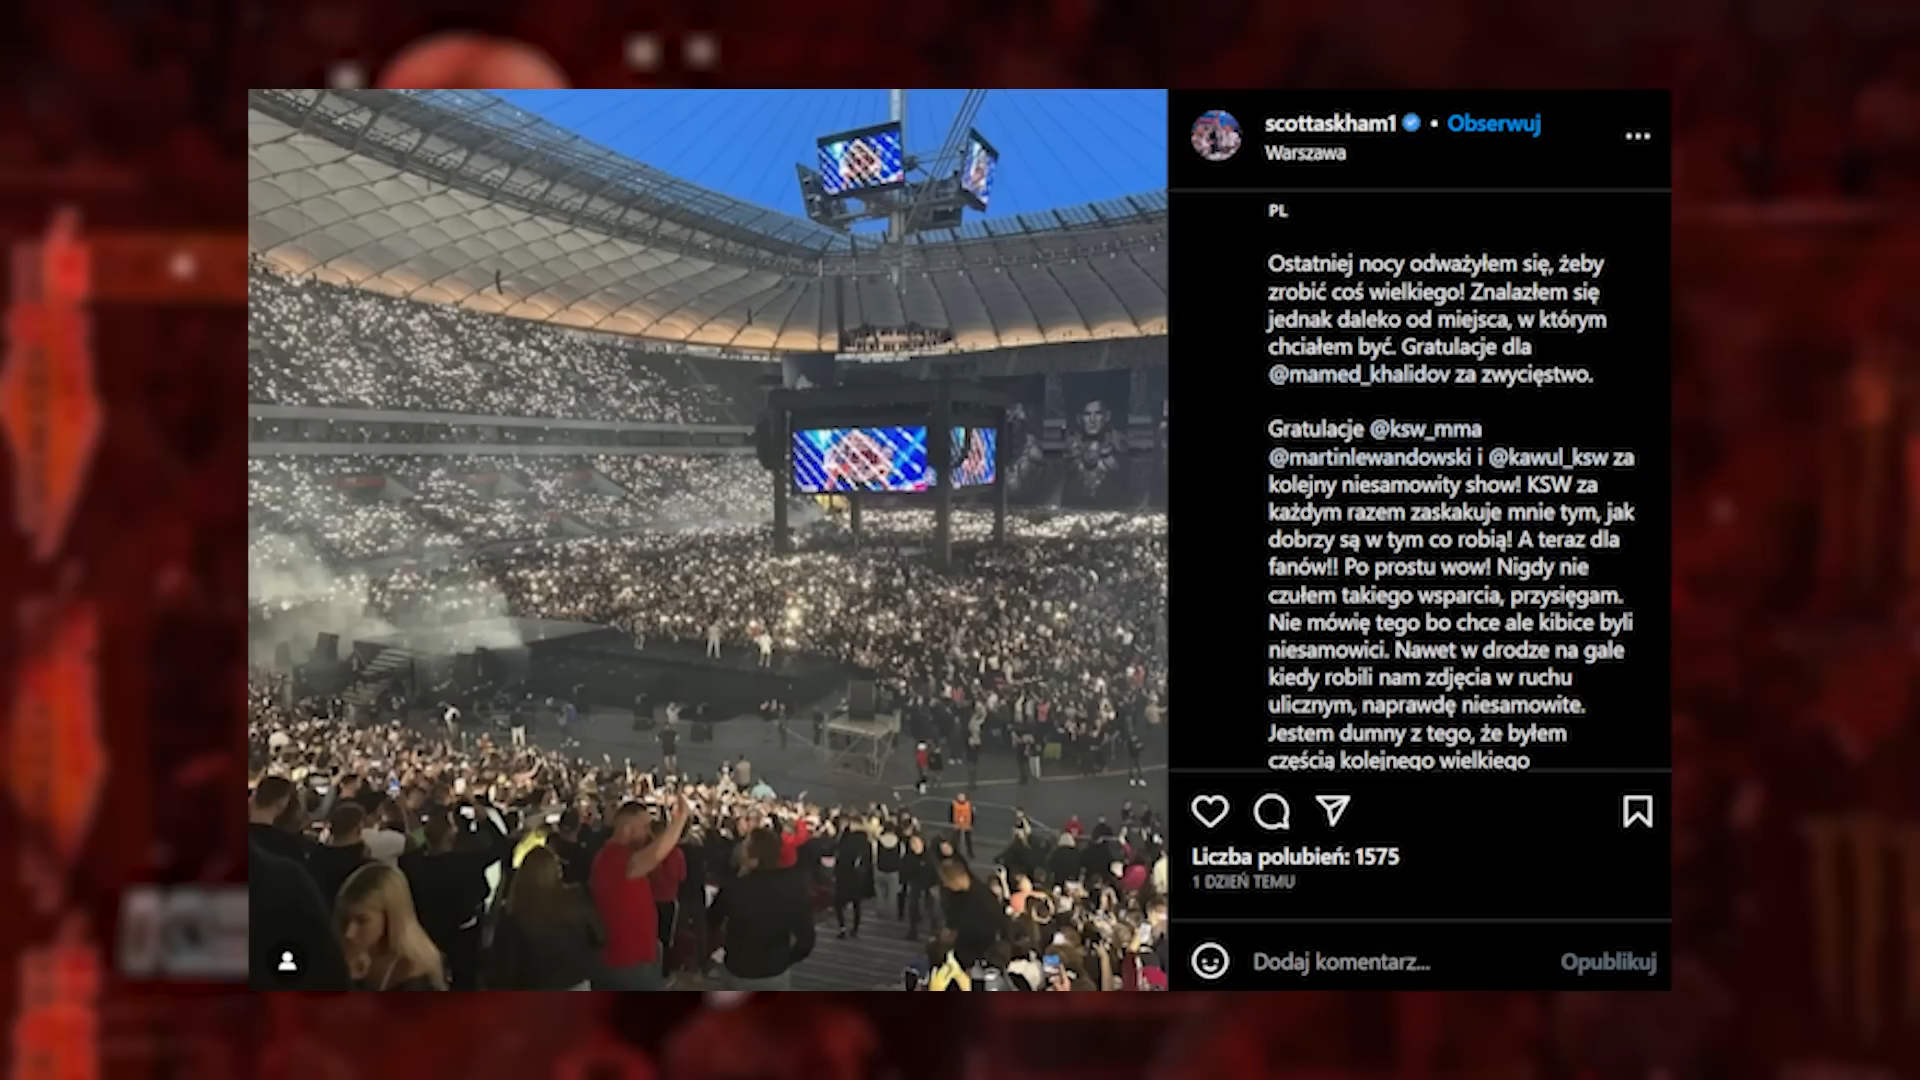 scottaskham1 • Obserwuj
Warszawa
PL
Ostatniej nocy odważyłem się, żeby
zrobić coś wielkiego! Znalazłem się
jednak daleko od miejsca, w którym
chciałem być. Gratulacje dla
@mamed_khalidov za zwycięstwo.
Gratulacje @ksw_mma
@martinlewandowski i @kawul_ksw za
kolejny niesamowity show! KSW za
każdym razem zaskakuje mnie tym, jak
dobrzy są w tym co robią! A teraz dla
fanów!! Po prostu wow! Nigdy nie
czułem takiego wsparcia, przysięgam.
Nie mówię tego bo chce ale kibice byli
niesamowici. Nawet w drodze na gale
kiedy robili nam zdjęcia w ruchu
ulicznym, naprawdę niesamowite.
Jestem dumny z tego, że byłem
częścią kolejnego wielkiego
Liczba polubień: 1575
1 DZIEŃ TEMU
Dodaj komentarz...
Opublikuj